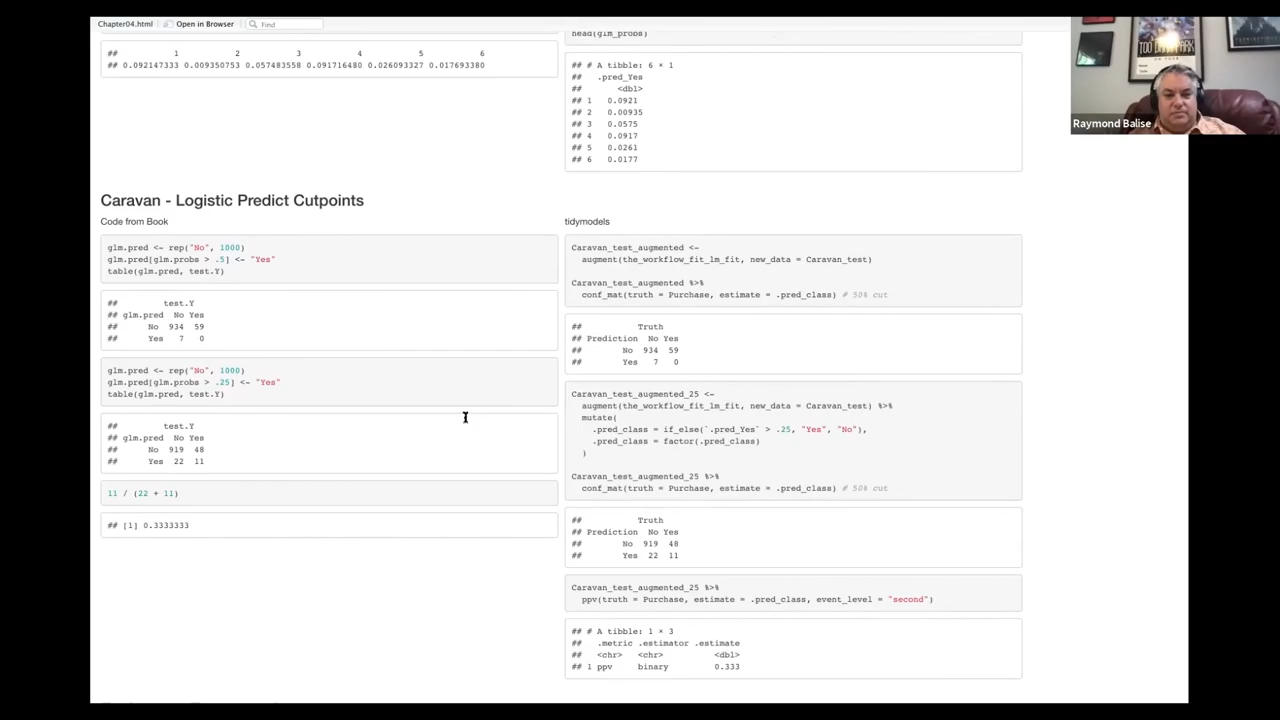 Chapter04.html
Open in Browser
Find
##          1           2           3           4           5           6
## 0.092147333 0.009350753 0.057483558 0.091716480 0.026093327 0.017693380
head(glm_probs)
## # A tibble: 6 × 1
##   .pred_Yes
##       <dbl>
## 1   0.0921
## 2   0.00935
## 3   0.0575
## 4   0.0917
## 5   0.0261
## 6   0.0177
TOO DARK PARK
Raymond Balise
Caravan - Logistic Predict Cutpoints
Code from Book
glm.pred <- rep("No", 1000)
glm.pred[glm.probs > .5] <- "Yes"
table(glm.pred, test.Y)
##         test.Y
## glm.pred  No Yes
##      No  934  59
##      Yes   7   0
glm.pred <- rep("No", 1000)
glm.pred[glm.probs > .25] <- "Yes"
table(glm.pred, test.Y)
##         test.Y
## glm.pred  No Yes
##      No  919  48
##      Yes  22  11
11 / (22 + 11)
## [1] 0.3333333
tidymodels
Caravan_test_augmented <-
augment(the_workflow_fit_lm_fit, new_data = Caravan_test)
Caravan_test_augmented %>%
conf_mat(truth = Purchase, estimate = .pred_class) # 50% cut
##           Truth
## Prediction  No Yes
##        No  934  59
##        Yes   7   0
Caravan_test_augmented_25 <-
augment(the_workflow_fit_lm_fit, new_data = Caravan_test) %>%
mutate(
.pred_class = if_else(`.pred_Yes` > .25, "Yes", "No"),
.pred_class = factor(.pred_class)
)
Caravan_test_augmented_25 %>%
conf_mat(truth = Purchase, estimate = .pred_class) # 50% cut
##           Truth
## Prediction  No Yes
##        No  919  48
##        Yes  22  11
Caravan_test_augmented_25 %>%
ppv(truth = Purchase, estimate = .pred_class, event_level = "second")
## # A tibble: 1 × 3
##   .metric .estimator .estimate
##   <chr>   <chr>          <dbl>
## 1 ppv     binary         0.333